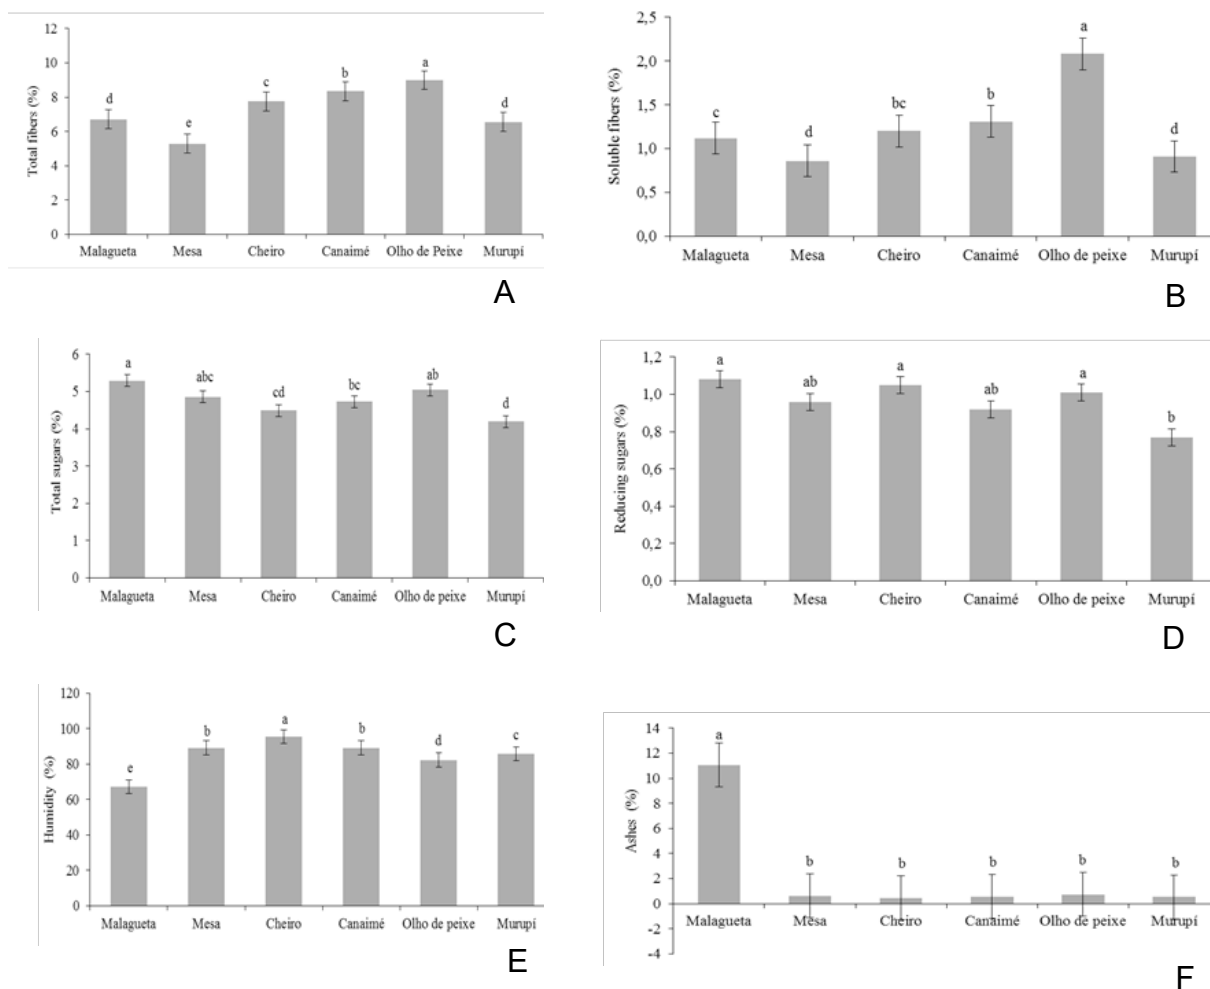 Total fibers (%)
12
10
8
6
4
2
0
d
e
c
b
a
d
Malagueta Mesa Cheiro Canaimé Olho de Peixe Murupí
A
Soluble fibers (%)
2,5
2,0
1,5
1,0
0,5
0,0
c
d
bc
b
a
d
Malagueta Mesa Cheiro Canaimé Olho de peixe Murupí
B
Total sugars (%)
6
5
4
3
2
1
0
a
abc
cd
bc
ab
d
Malagueta Mesa Cheiro Canaimé Olho de peixe Murupí
C
Reducing sugars (%)
1,2
1,0
0,8
0,6
0,4
0,2
0,0
a
ab
a
ab
a
b
Malagueta Mesa Cheiro Canaimé Olho de peixe Murupí
D
Humidity (%)
120
100
80
60
40
20
0
e
b
a
b
d
c
Malagueta Mesa Cheiro Canaimé Olho de peixe Murupí
E
Ashes (%)
14
12
10
8
6
4
2
0
-2
-4
a
b
b
b
b
b
Malagueta Mesa Cheiro Canaimé Olho de peixe Murupí
F